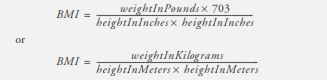 BMI = weightInPounds × 703 / heightInInches × heightInInches
or
BMI = weightInKilograms / heightInMeters × heightInMeters